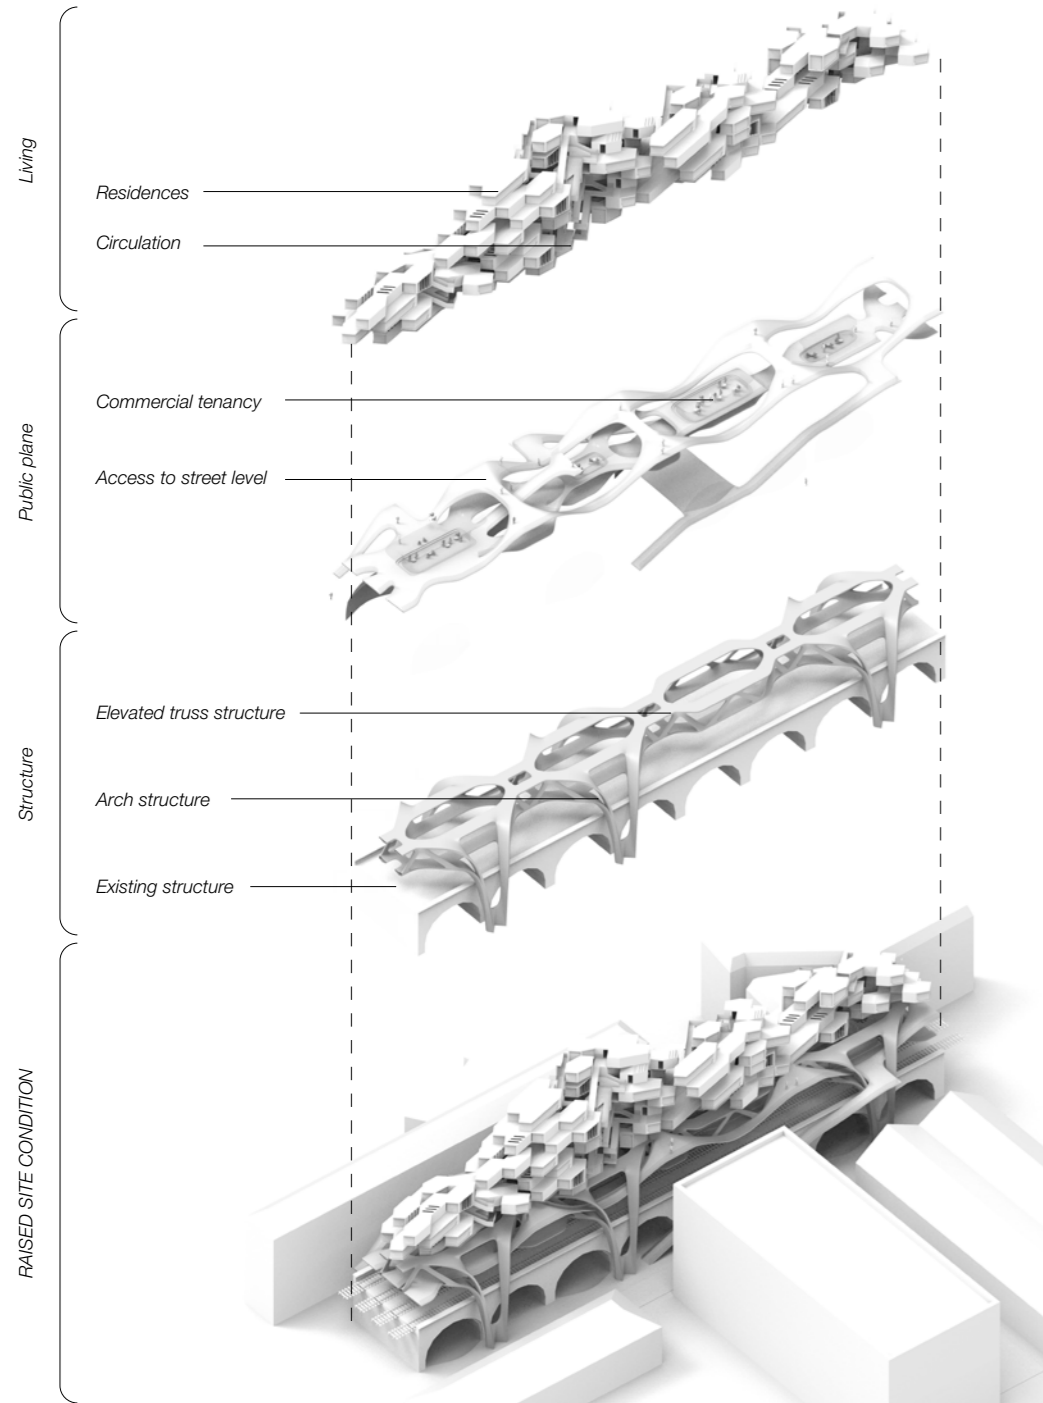 Living
Residences
Circulation
Public plane
Commercial tenancy
Access to street level
Structure
Elevated truss structure
Arch structure
Existing structure
RAISED SITE CONDITION